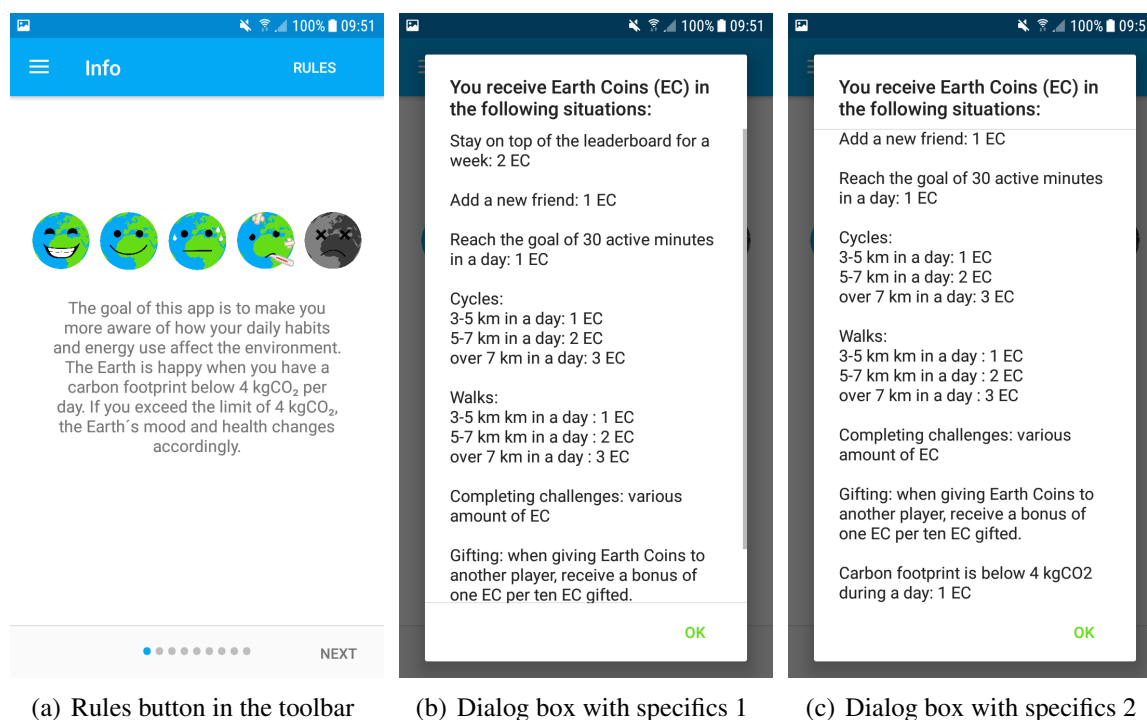 100% 09:51
Info
RULES
The goal of this app is to make you
more aware of how your daily habits
and energy use affect the environment.
The Earth is happy when you have a
carbon footprint below 4 kgCO₂ per
day. If you exceed the limit of 4 kgCO₂,
the Earth´s mood and health changes
accordingly.
NEXT
(a) Rules button in the toolbar
100% 09:51
You receive Earth Coins (EC) in
the following situations:
Stay on top of the leaderboard for a
week: 2 EC
Add a new friend: 1 EC
Reach the goal of 30 active minutes
in a day: 1 EC
Cycles:
3-5 km in a day: 1 EC
5-7 km in a day: 2 EC
over 7 km in a day: 3 EC
Walks:
3-5 km km in a day : 1 EC
5-7 km km in a day : 2 EC
over 7 km in a day : 3 EC
Completing challenges: various
amount of EC
Gifting: when giving Earth Coins to
another player, receive a bonus of
one EC per ten EC gifted.
OK
(b) Dialog box with specifics 1
100% 09:5
You receive Earth Coins (EC) in
the following situations:
Add a new friend: 1 EC
Reach the goal of 30 active minutes
in a day: 1 EC
Cycles:
3-5 km in a day: 1 EC
5-7 km in a day: 2 EC
over 7 km in a day: 3 EC
Walks:
3-5 km km in a day : 1 EC
5-7 km km in a day : 2 EC
over 7 km in a day : 3 EC
Completing challenges: various
amount of EC
Gifting: when giving Earth Coins to
another player, receive a bonus of
one EC per ten EC gifted.
Carbon footprint is below 4 kgCO2
during a day: 1 EC
OK
(c) Dialog box with specifics 2